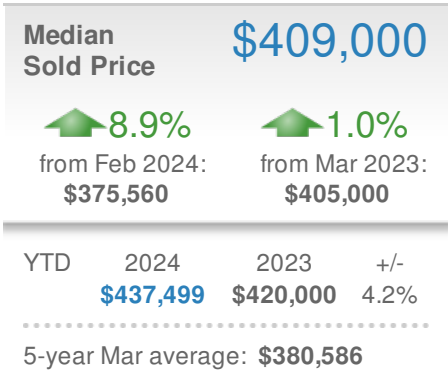 Median $409,000
Sold Price
8.9% 1.0%
from Feb 2024: from Mar 2023:
$375,560 $405,000
YTD 2024 2023 +/-
$437,499 $420,000 4.2%
5-year Mar average: $380,586